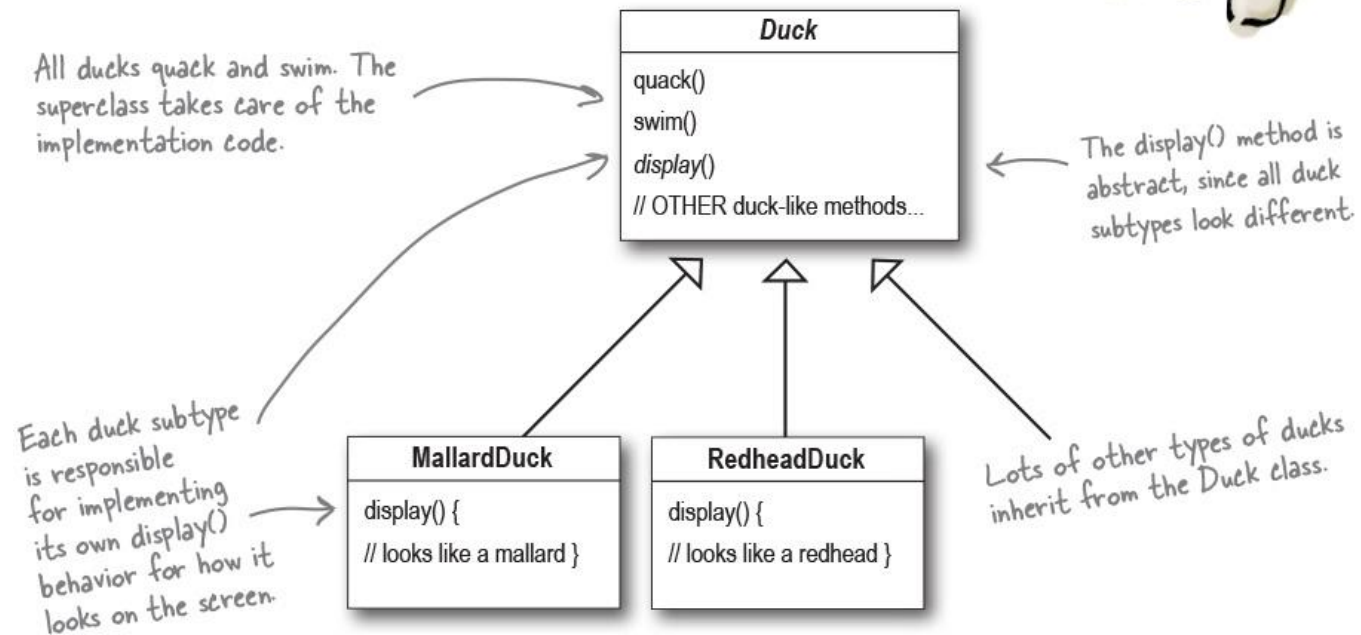 All ducks quack and swim. The
superclass takes care of the
implementation code.
Duck
quack()
swim()
display()
// OTHER duck-like methods...
The display() method is
abstract, since all duck
subtypes look different.
Each duck subtype
is responsible
for implementing
its own display()
behavior for how it
looks on the screen.
MallardDuck
display() {
// looks like a mallard }
RedheadDuck
display() {
// looks like a redhead }
Lots of other types of ducks
inherit from the Duck class.